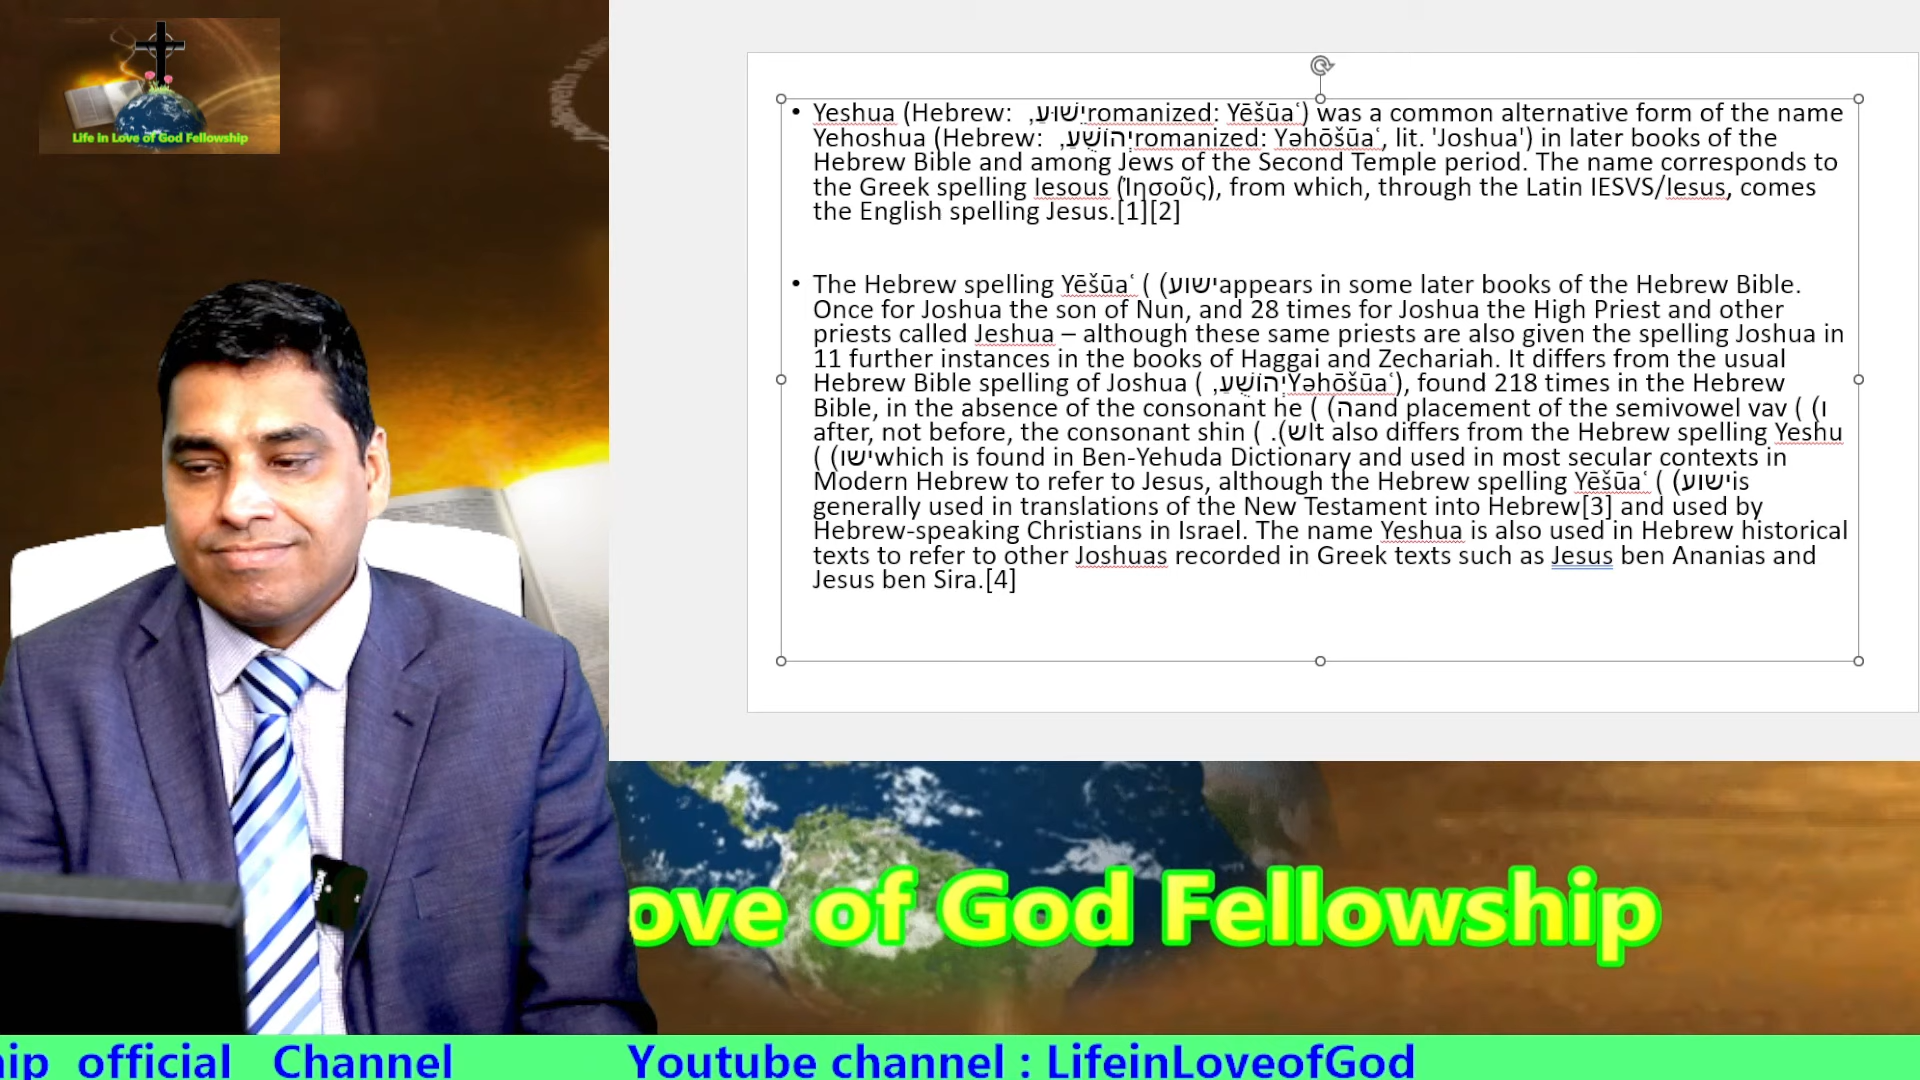 Life in Love of God Fellowship
• Yeshua (Hebrew: יֵשׁוּעַ, romanized: Yēšūaʿ) was a common alternative form of the name
Yehoshua (Hebrew: יְהוֹשֻׁעַ, romanized: Yəhōšūaʿ, lit. 'Joshua') in later books of the
Hebrew Bible and among Jews of the Second Temple period. The name corresponds to
the Greek spelling Iesous (Ἰησοῦς), from which, through the Latin IESVS/Iesus, comes
the English spelling Jesus.[1][2]
• The Hebrew spelling Yēšūaʿ ( (ישוע appears in some later books of the Hebrew Bible.
Once for Joshua the son of Nun, and 28 times for Joshua the High Priest and other
priests called Jeshua – although these same priests are also given the spelling Joshua in
11 further instances in the books of Haggai and Zechariah. It differs from the usual
Hebrew Bible spelling of Joshua ( יְהוֹשֻׁעַ, Yəhōšūaʿ), found 218 times in the Hebrew
Bible, in the absence of the consonant he ( (ה and placement of the semivowel vav ( (ו
after, not before, the consonant shin ( .(ש It also differs from the Hebrew spelling Yeshu
( (ישו which is found in Ben-Yehuda Dictionary and used in most secular contexts in
Modern Hebrew to refer to Jesus, although the Hebrew spelling Yēšūaʿ ( (ישוע is
generally used in translations of the New Testament into Hebrew[3] and used by
Hebrew-speaking Christians in Israel. The name Yeshua is also used in Hebrew historical
texts to refer to other Joshuas recorded in Greek texts such as Jesus ben Ananias and
Jesus ben Sira.[4]
ove of God Fellowship
ip official Channel Youtube channel : LifeinLoveofGod